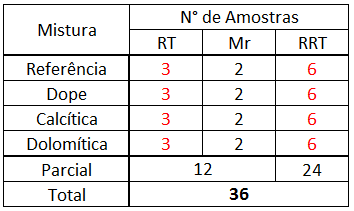 Mistura N° de Amostras
RT Mr RRT
Referência 3 2 6
Dope 3 2 6
Calcítica 3 2 6
Dolomítica 3 2 6
Parcial 12 24
Total 36